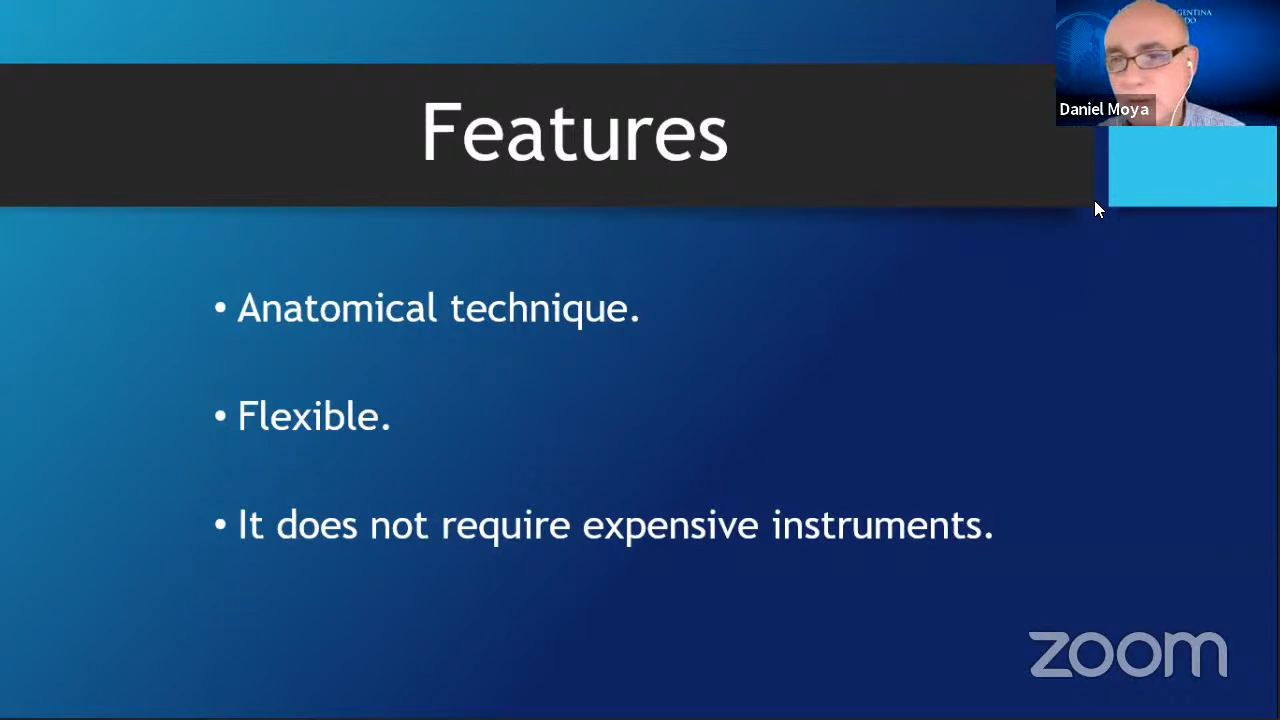 Features
Daniel Moya
• Anatomical technique.
• Flexible.
• It does not require expensive instruments.
zoom